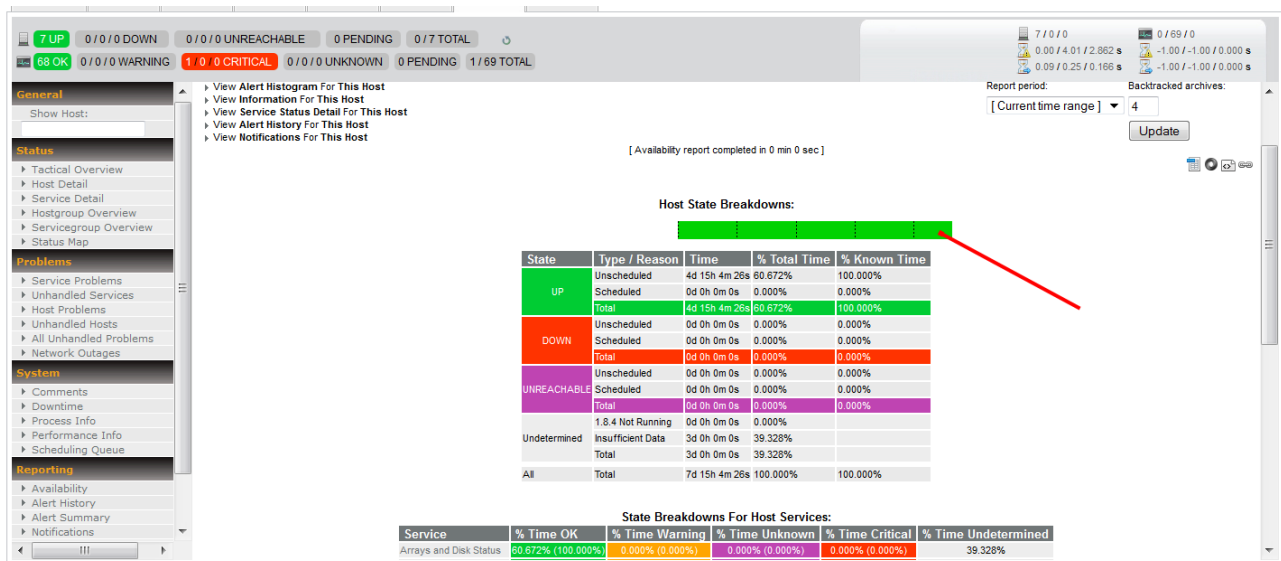 7 UP 0 / 0 / 0 DOWN 0 / 0 / 0 UNREACHABLE 0 PENDING 0 / 7 TOTAL
68 OK 0 / 0 / 0 WARNING 1 / 0 / 0 CRITICAL 0 / 0 / 0 UNKNOWN 0 PENDING 1 / 69 TOTAL
7 / 0 / 0 0 / 69 / 0
0.00 / 4.01 / 2.862 s -1.00 / -1.00 / 0.000 s
0.09 / 0.25 / 0.166 s -1.00 / -1.00 / 0.000 s
General
Show Host:
Status
Tactical Overview
Host Detail
Service Detail
Hostgroup Overview
Servicegroup Overview
Status Map
Problems
Service Problems
Unhandled Services
Host Problems
Unhandled Hosts
All Unhandled Problems
Network Outages
System
Comments
Downtime
Process Info
Performance Info
Scheduling Queue
Reporting
Availability
Alert History
Alert Summary
Notifications
View Alert Histogram For This Host
View Information For This Host
View Service Status Detail For This Host
View Alert History For This Host
View Notifications For This Host
Report period: Backtracked archives:
[ Current time range ] 4
Update
[ Availability report completed in 0 min 0 sec ]
Host State Breakdowns:
State Type / Reason Time % Total Time % Known Time
UP Unscheduled 4d 15h 4m 26s 60.672% 100.000%
Scheduled 0d 0h 0m 0s 0.000% 0.000%
Total 4d 15h 4m 26s 60.672% 100.000%
DOWN Unscheduled 0d 0h 0m 0s 0.000% 0.000%
Scheduled 0d 0h 0m 0s 0.000% 0.000%
Total 0d 0h 0m 0s 0.000% 0.000%
UNREACHABLE Unscheduled 0d 0h 0m 0s 0.000% 0.000%
Scheduled 0d 0h 0m 0s 0.000% 0.000%
Total 0d 0h 0m 0s 0.000% 0.000%
Undetermined 1.8.4 Not Running 0d 0h 0m 0s 0.000%
Insufficient Data 3d 0h 0m 0s 39.328%
Total 3d 0h 0m 0s 39.328%
All Total 7d 15h 4m 26s 100.000% 100.000%
State Breakdowns For Host Services:
Service % Time OK % Time Warning % Time Unknown % Time Critical % Time Undetermined
Arrays and Disk Status 60.672% (100.000%) 0.000% (0.000%) 0.000% (0.000%) 0.000% (0.000%) 39.328%